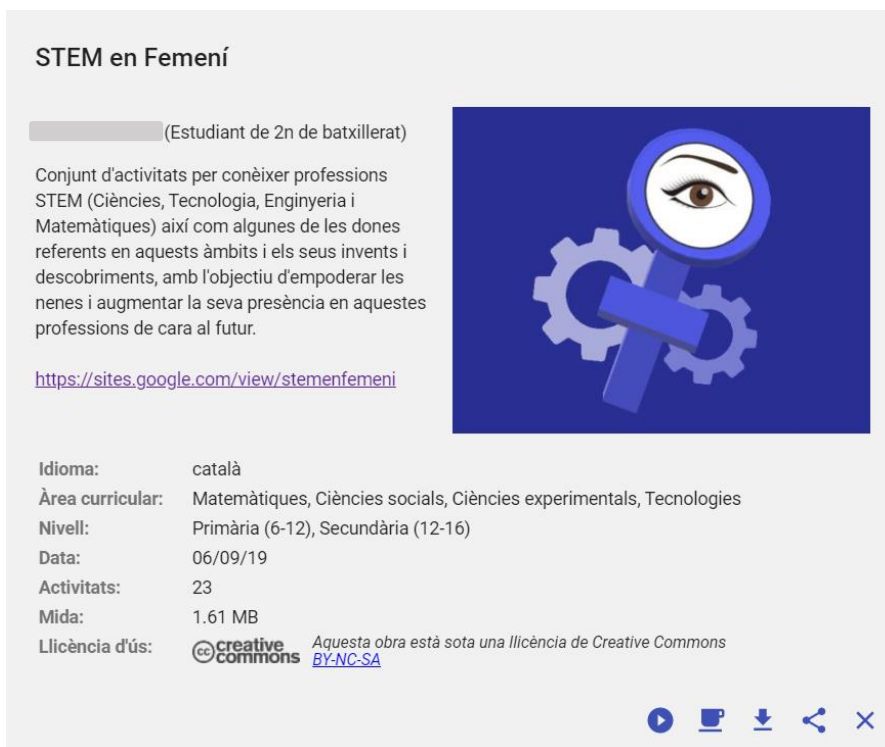 STEM en Femení
(Estudiant de 2n de batxillerat)
Conjunt d'activitats per conèixer professions
STEM (Ciències, Tecnologia, Enginyeria i
Matemàtiques) així com algunes de les dones
referents en aquests àmbits i els seus invents i
descobriments, amb l'objectiu d'empoderar les
nenes i augmentar la seva presència en aquestes
professions de cara al futur.
https://sites.google.com/view/stemenfemeni
Idioma: català
Àrea curricular: Matemàtiques, Ciències socials, Ciències experimentals, Tecnologies
Nivell: Primària (6-12), Secundària (12-16)
Data: 06/09/19
Activitats: 23
Mida: 1.61 MB
Llicència d'ús: cc creative commons Aquesta obra està sota una llicència de Creative Commons
BY-NC-SA